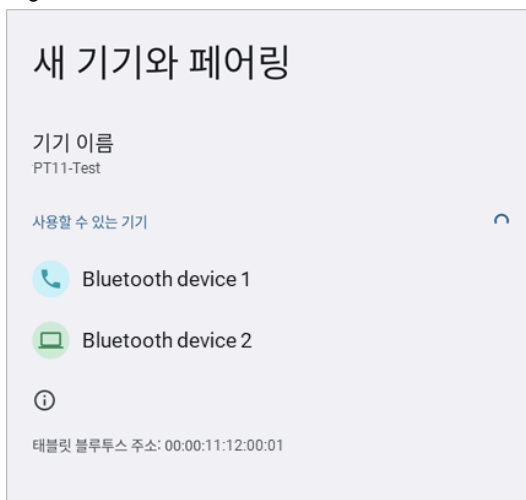 새 기기와 페어링
기기 이름
PT11-Test
사용할 수 있는 기기
Bluetooth device 1
Bluetooth device 2
태블릿 블루투스 주소: 00:00:11:12:00:01